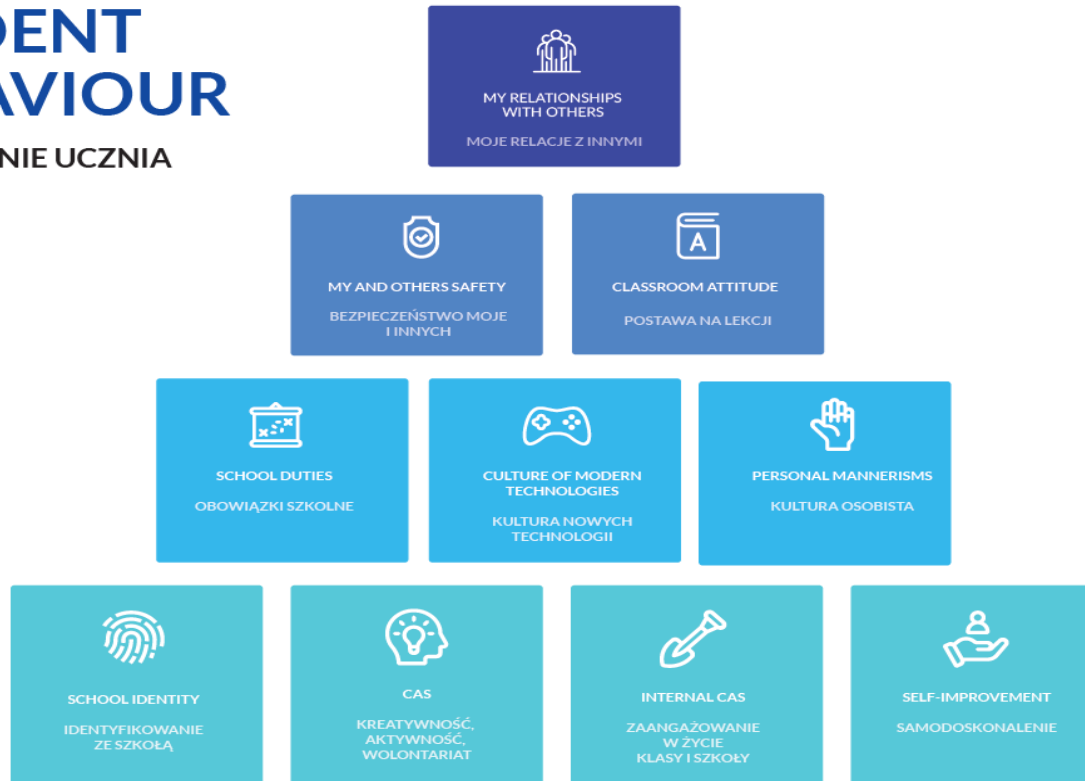 DENT
AVIOUR
NIE UCZNIA
MY RELATIONSHIPS
WITH OTHERS
MOJE RELACJE Z INNYMI
MY AND OTHERS SAFETY
BEZPIECZEŃSTWO MOJE
I INNYCH
CLASSROOM ATTITUDE
POSTAWA NA LEKCJI
SCHOOL DUTIES
OBOWIĄZKI SZKOLNE
CULTURE OF MODERN
TECHNOLOGIES
KULTURA NOWYCH
TECHNOLOGII
PERSONAL MANNERISMS
KULTURA OSOBISTA
SCHOOL IDENTITY
IDENTYFIKOWANIE
ZE SZKOŁĄ
CAS
KREATYWNOŚĆ,
AKTYWNOŚĆ,
WOLONTARIAT
INTERNAL CAS
ZAANGAŻOWANIE
W ŻYCIE
KLASY I SZKOŁY
SELF-IMPROVEMENT
SAMODOSKONALENIE